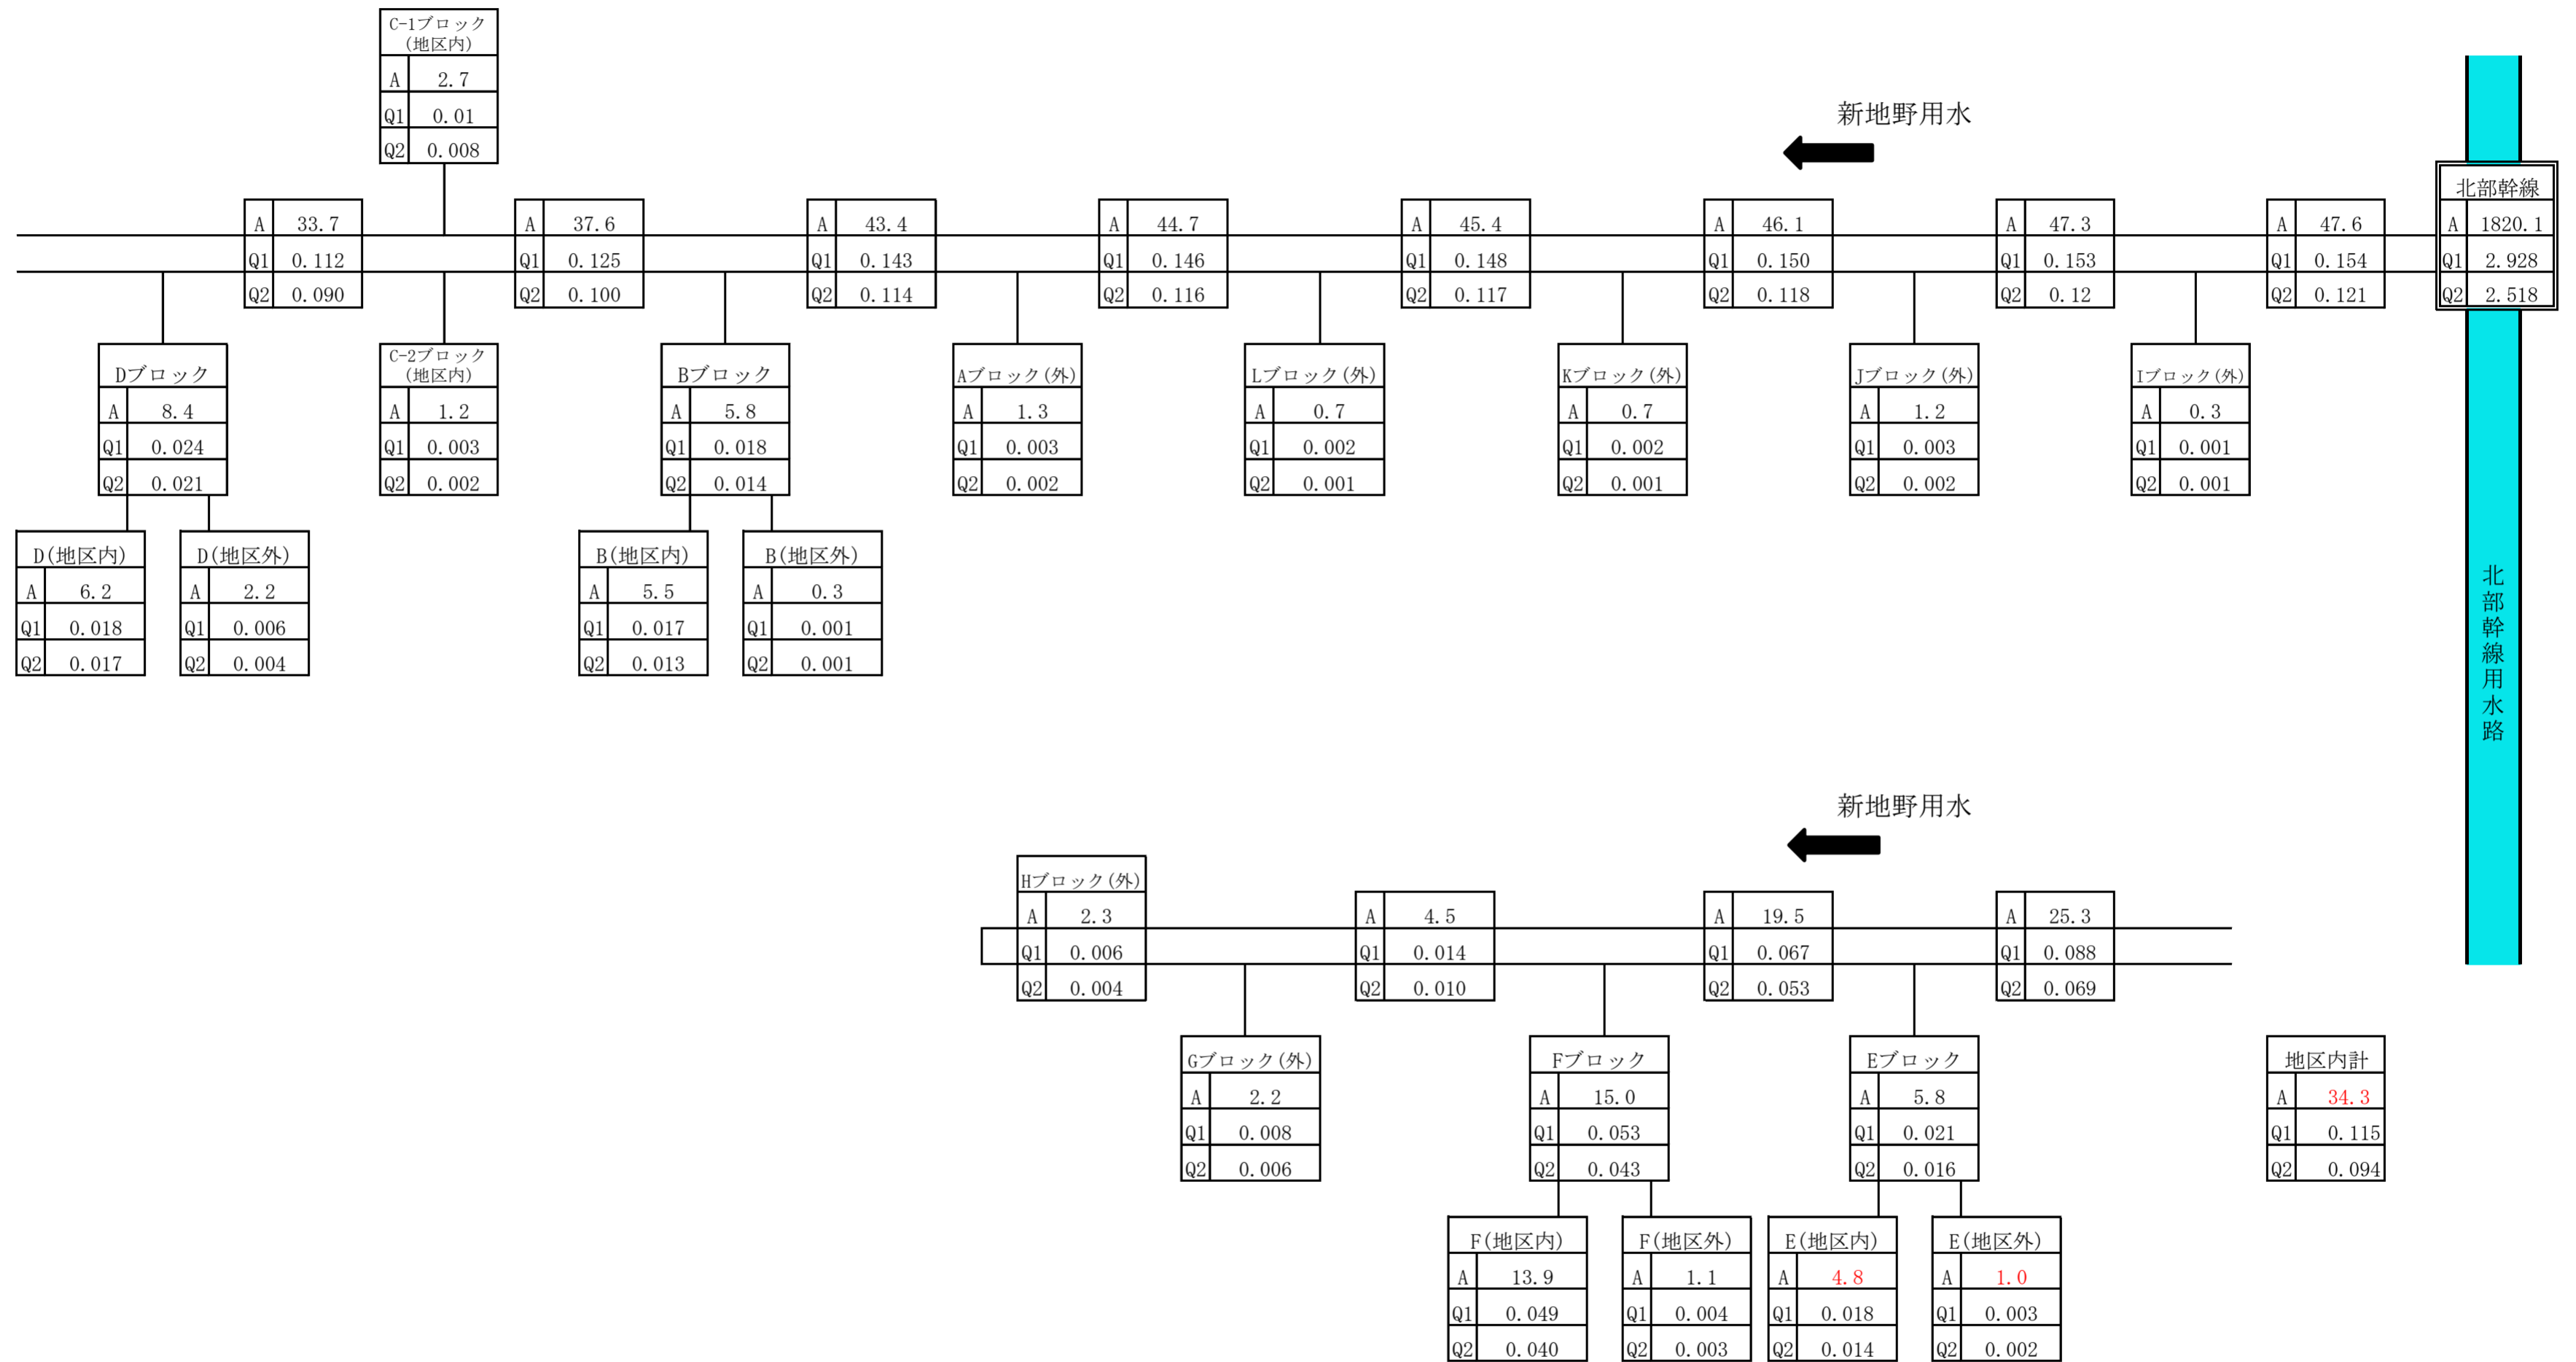 C-1ブロック
(地区内)
A 2.7
Q1 0.01
Q2 0.008
新地野用水
北部幹線
A 1820.1
Q1 2.928
Q2 2.518
A 33.7
Q1 0.112
Q2 0.090
A 37.6
Q1 0.125
Q2 0.100
A 43.4
Q1 0.143
Q2 0.114
A 44.7
Q1 0.146
Q2 0.116
A 45.4
Q1 0.148
Q2 0.117
A 46.1
Q1 0.150
Q2 0.118
A 47.3
Q1 0.153
Q2 0.12
A 47.6
Q1 0.154
Q2 0.121
Dブロック
A 8.4
Q1 0.024
Q2 0.021
C-2ブロック
(地区内)
A 1.2
Q1 0.003
Q2 0.002
Bブロック
A 5.8
Q1 0.018
Q2 0.014
Aブロック(外)
A 1.3
Q1 0.003
Q2 0.002
Lブロック(外)
A 0.7
Q1 0.002
Q2 0.001
Kブロック(外)
A 0.7
Q1 0.002
Q2 0.001
Jブロック(外)
A 1.2
Q1 0.003
Q2 0.002
Iブロック(外)
A 0.3
Q1 0.001
Q2 0.001
D(地区内)
A 6.2
Q1 0.018
Q2 0.017
D(地区外)
A 2.2
Q1 0.006
Q2 0.004
B(地区内)
A 5.5
Q1 0.017
Q2 0.013
B(地区外)
A 0.3
Q1 0.001
Q2 0.001
北部幹線用水路
新地野用水
Hブロック(外)
A 2.3
Q1 0.006
Q2 0.004
A 4.5
Q1 0.014
Q2 0.010
A 19.5
Q1 0.067
Q2 0.053
A 25.3
Q1 0.088
Q2 0.069
Gブロック(外)
A 2.2
Q1 0.008
Q2 0.006
Fブロック
A 15.0
Q1 0.053
Q2 0.043
Eブロック
A 5.8
Q1 0.021
Q2 0.016
地区内計
A 34.3
Q1 0.115
Q2 0.094
F(地区内)
A 13.9
Q1 0.049
Q2 0.040
F(地区外)
A 1.1
Q1 0.004
Q2 0.003
E(地区内)
A 4.8
Q1 0.018
Q2 0.014
E(地区外)
A 1.0
Q1 0.003
Q2 0.002